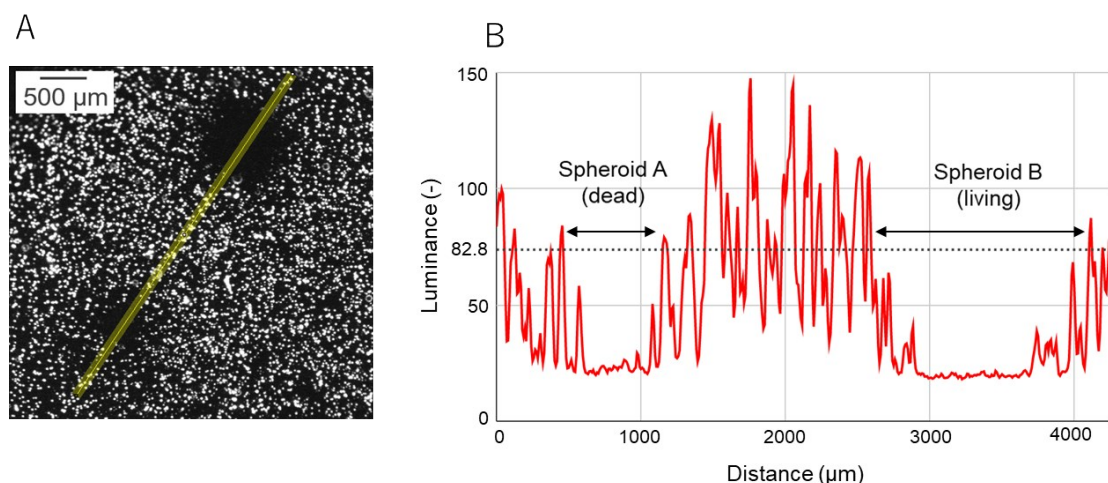 A
B
500 μm
150
100
82.8
50
0
Luminance (-)
Spheroid A
(dead)
Spheroid B
(living)
0 1000 2000 3000 4000
Distance (μm)